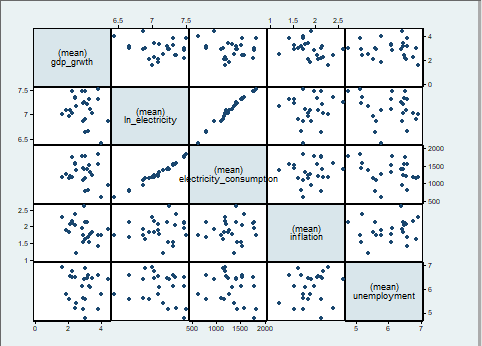 6.5 7 7.5 1 1.5 2 2.5
(mean)
gdp_grwth
4
2
0
7.5
7
6.5
(mean)
ln_electricity
(mean)
electricity_consumption
2000
1500
1000
500
2.5
2
1.5
1
(mean)
inflation
(mean)
unemployment
7
6
5
0 2 4 500 1000 1500 2000 5 6 7